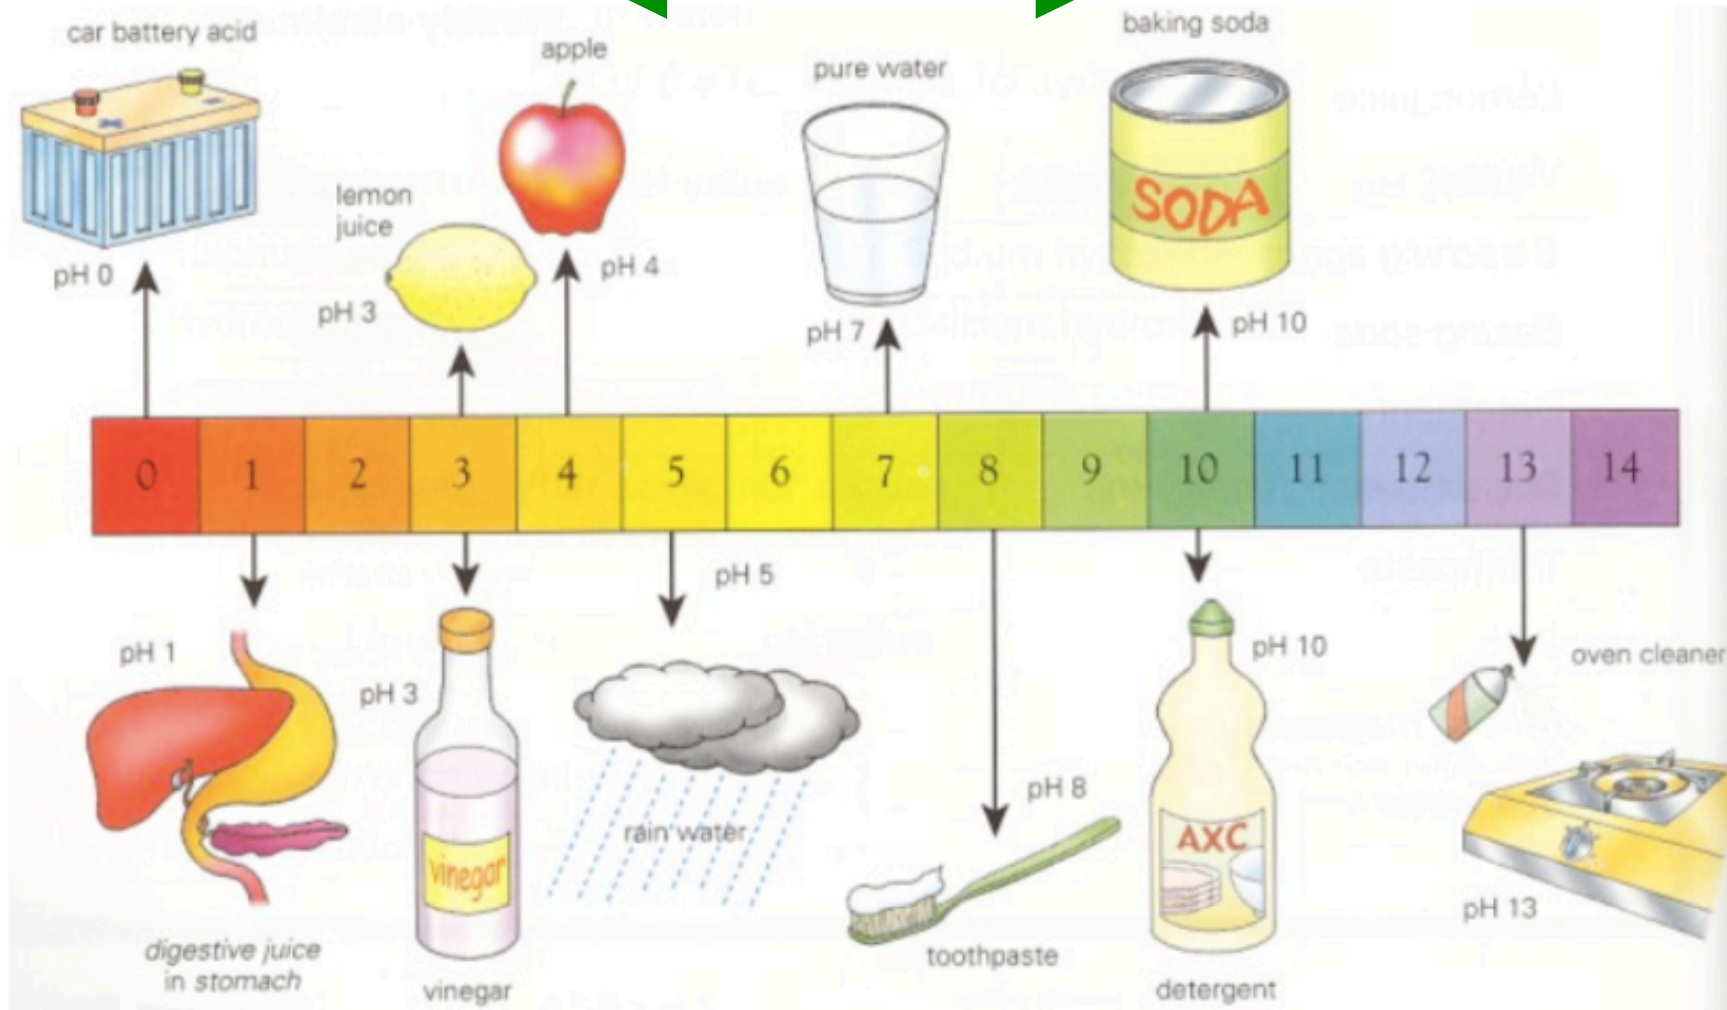 car battery acid
apple
pure water
baking soda
lemon
juice
SODA
pH 0
pH 3
pH 4
pH 7
pH 10
0 1 2 3 4 5 6 7 8 9 10 11 12 13 14
pH 1
pH 3
pH 5
pH 8
pH 10
oven cleaner
vinegar
rain water
AXC
pH 13
digestive juice
in stomach
vinegar
toothpaste
detergent